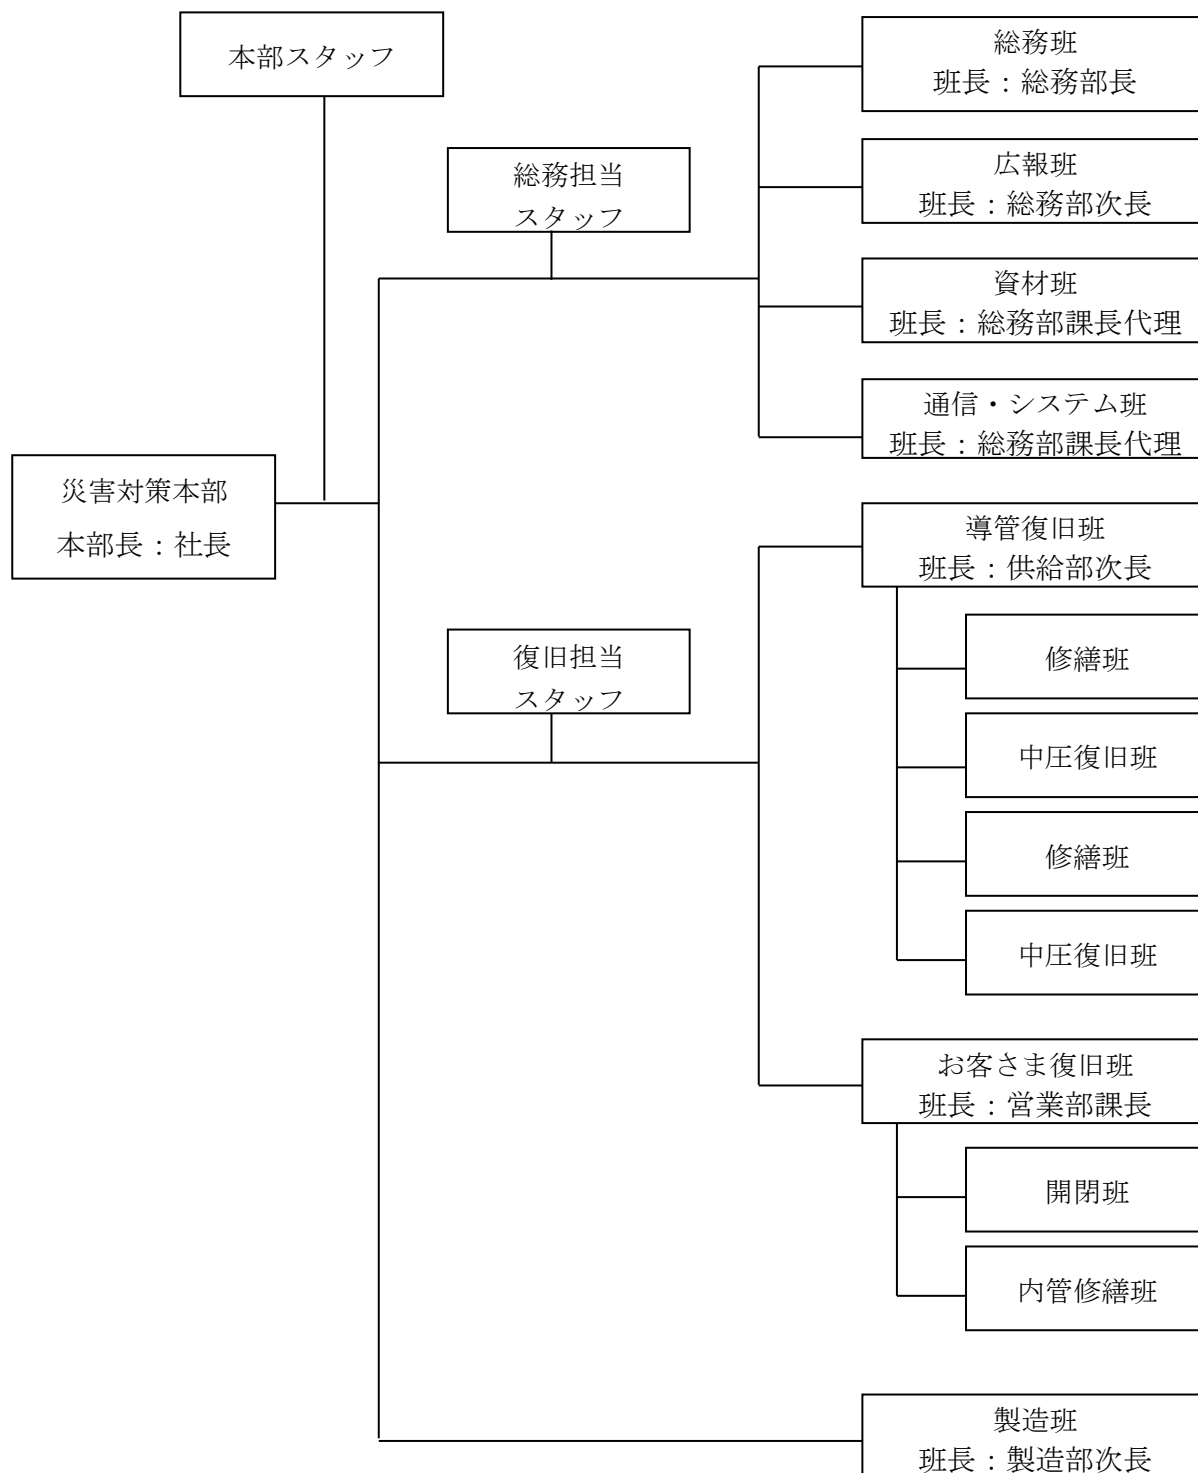 本部スタッフ
総務班
班長：総務部長
総務担当
スタッフ
広報班
班長：総務部次長
資材班
班長：総務部課長代理
通信・システム班
班長：総務部課長代理
災害対策本部
本部長：社長
導管復旧班
班長：供給部次長
復旧担当
スタッフ
修繕班
中圧復旧班
修繕班
中圧復旧班
お客さま復旧班
班長：営業部課長
開閉班
内管修繕班
製造班
班長：製造部次長